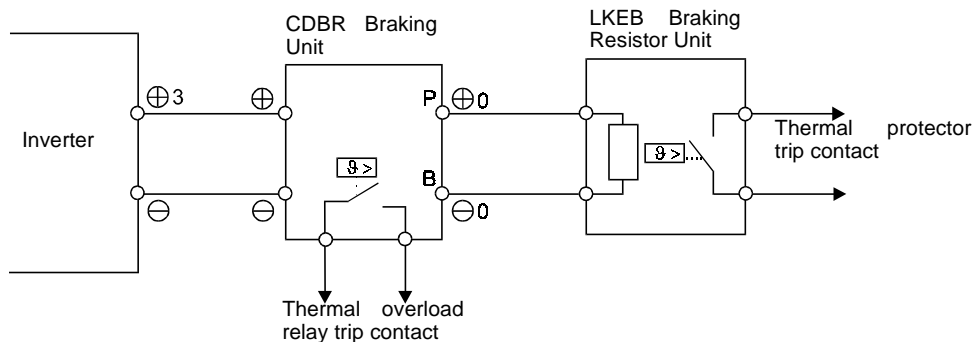 CDBR Braking
Unit
LKEB Braking
Resistor Unit
⊕3
⊕
P ⊕0
Inverter
Thermal protector
trip contact
ϑ >
ϑ >
B
⊖
⊖
⊖0
Thermal overload
relay trip contact